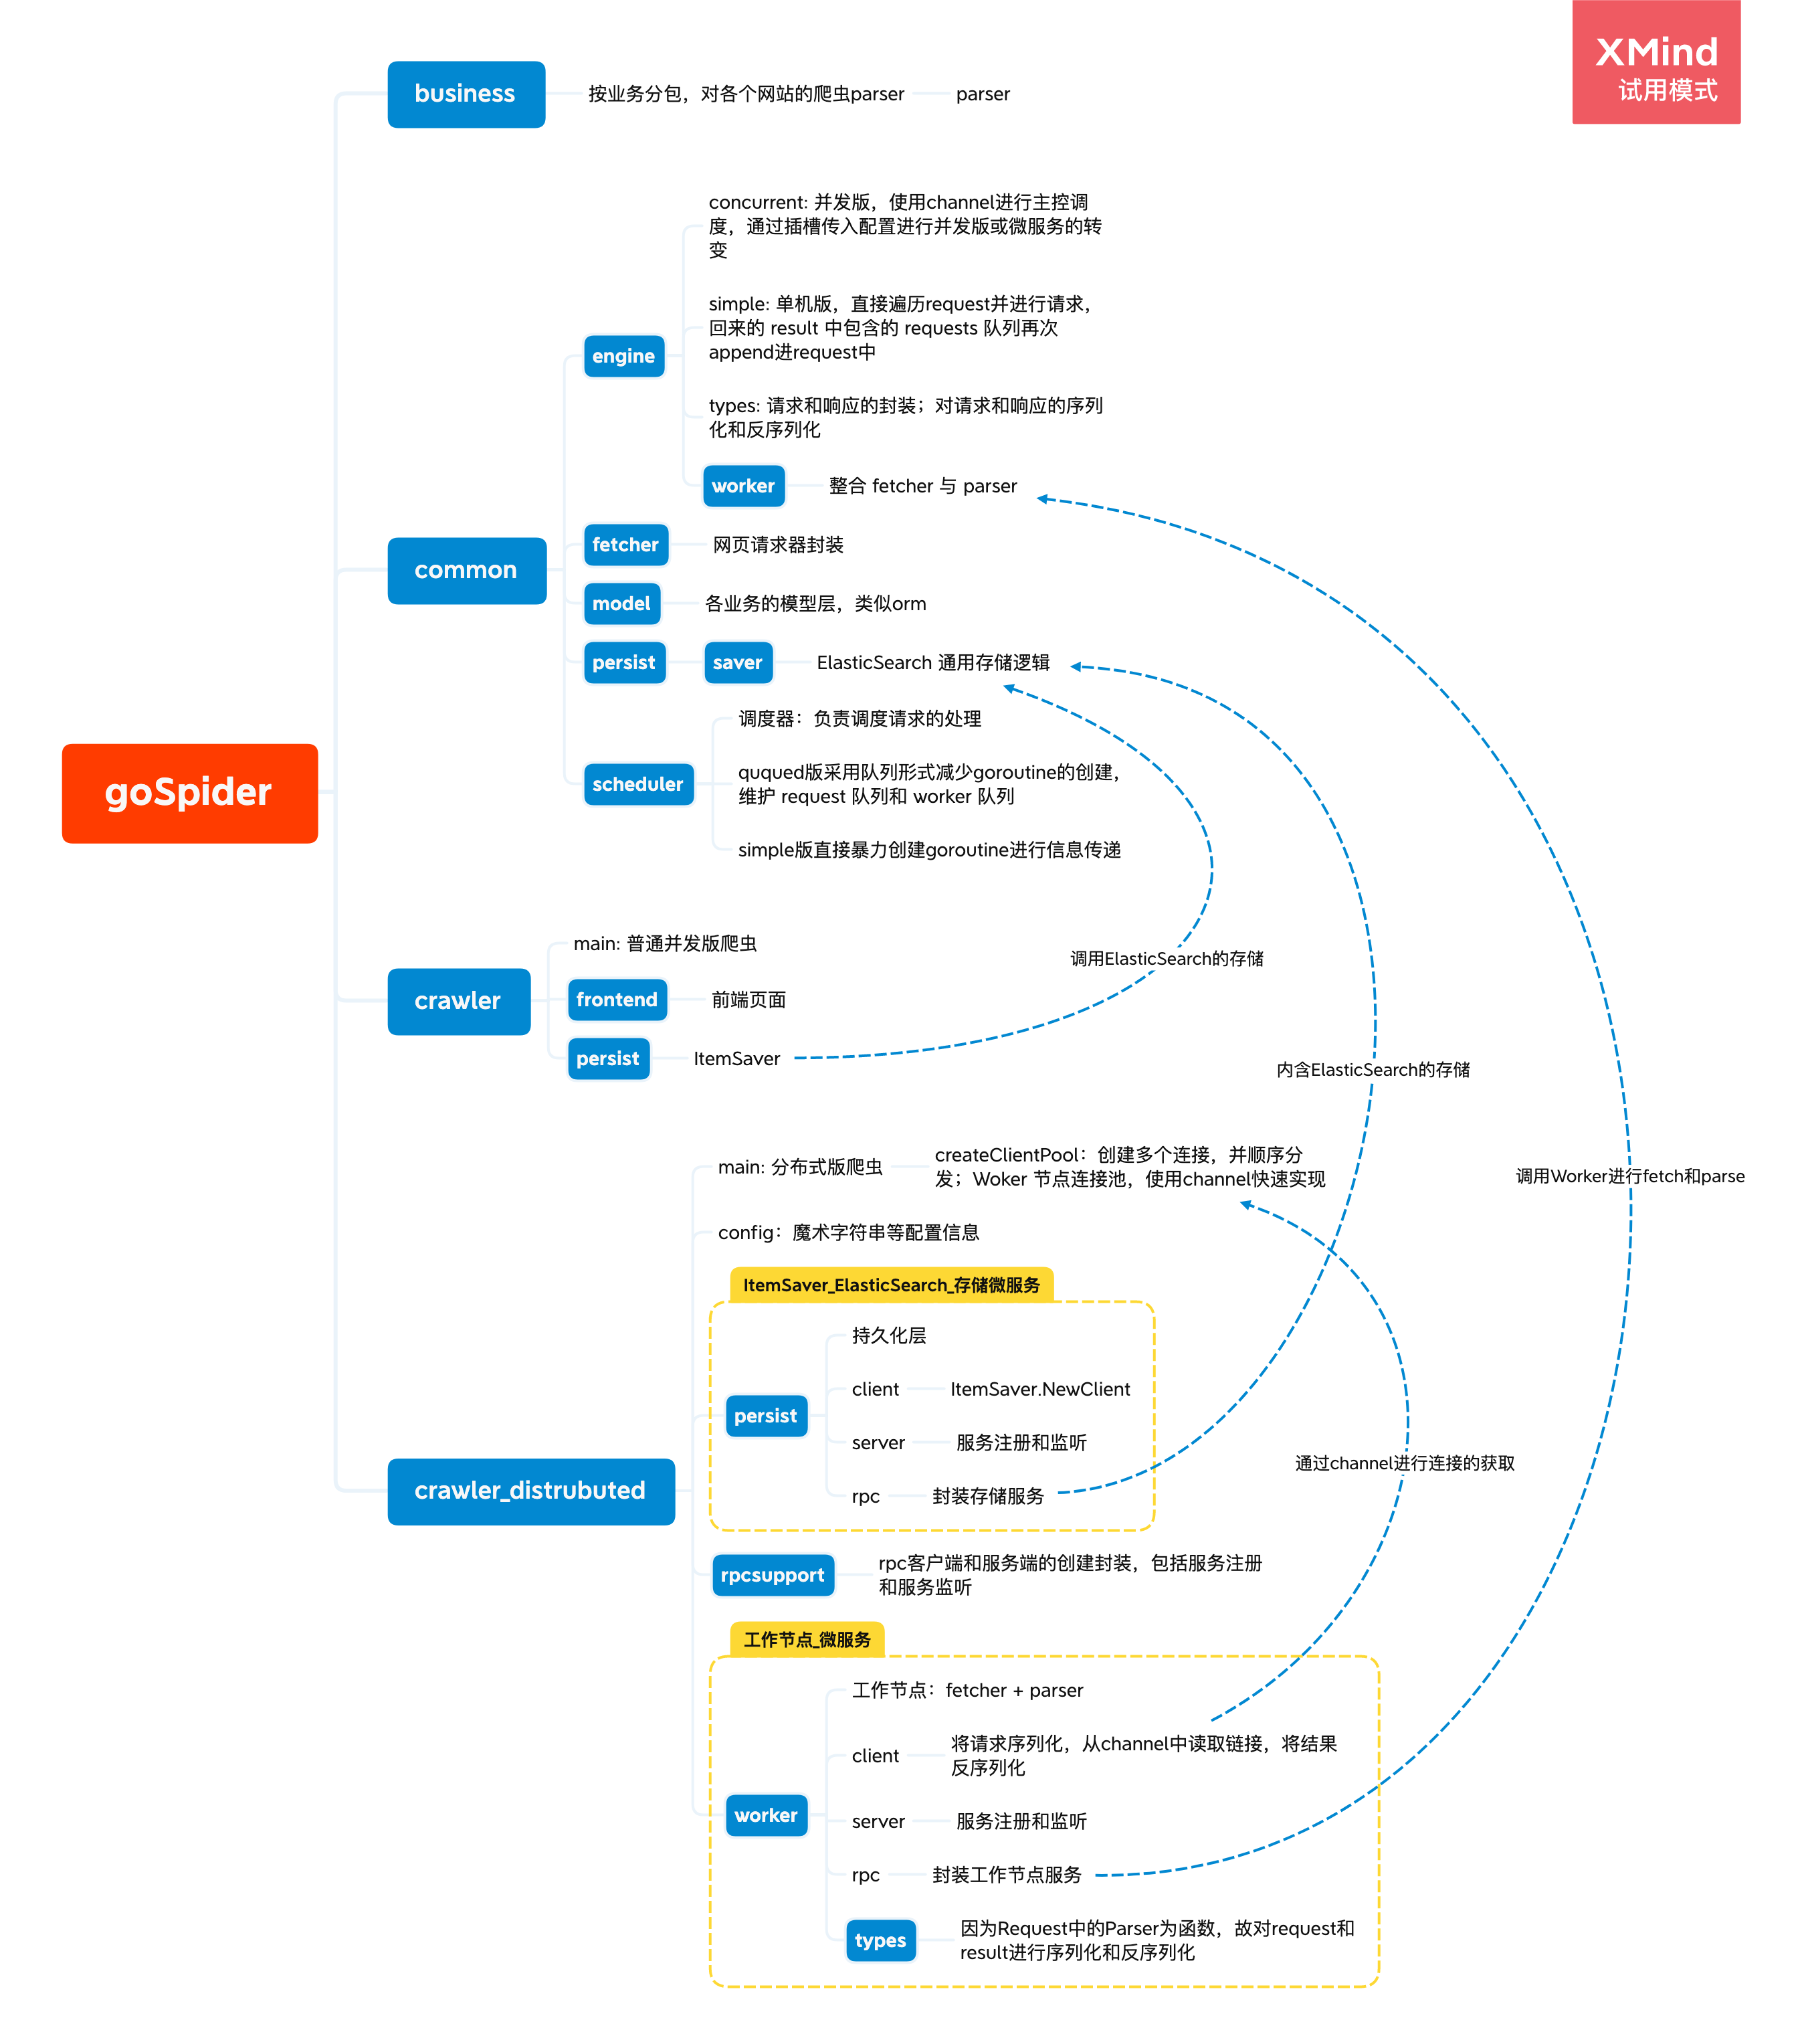 XMind
试用模式
business
按业务分包，对各个网站的爬虫parser
parser
concurrent: 并发版，使用channel进行主控调
度，通过插槽传入配置进行并发版或微服务的转
变
simple: 单机版，直接遍历request并进行请求，
回来的 result 中包含的 requests 队列再次
append进request中
engine
types: 请求和响应的封装；对请求和响应的序列
化和反序列化
worker
整合 fetcher 与 parser
fetcher
网页请求器封装
common
model
各业务的模型层，类似orm
persist
saver
ElasticSearch 通用存储逻辑
调度器：负责调度请求的处理
scheduler
ququed版采用队列形式减少goroutine的创建，
维护 request 队列和 worker 队列
simple版直接暴力创建goroutine进行信息传递
goSpider
main: 普通并发版爬虫
调用ElasticSearch的存储
crawler
frontend
前端页面
persist
ItemSaver
内含ElasticSearch的存储
main: 分布式版爬虫
createClientPool：创建多个连接，并顺序分
发；Woker 节点连接池，使用channel快速实现
调用Worker进行fetch和parse
config：魔术字符串等配置信息
ItemSaver_ElasticSearch_存储微服务
持久化层
client
ItemSaver.NewClient
persist
server
服务注册和监听
通过channel进行连接的获取
crawler_distrubuted
rpc
封装存储服务
rpcsupport
rpc客户端和服务端的创建封装，包括服务注册
和服务监听
工作节点_微服务
工作节点：fetcher + parser
client
将请求序列化，从channel中读取链接，将结果
反序列化
worker
server
服务注册和监听
rpc
封装工作节点服务
types
因为Request中的Parser为函数，故对request和
result进行序列化和反序列化